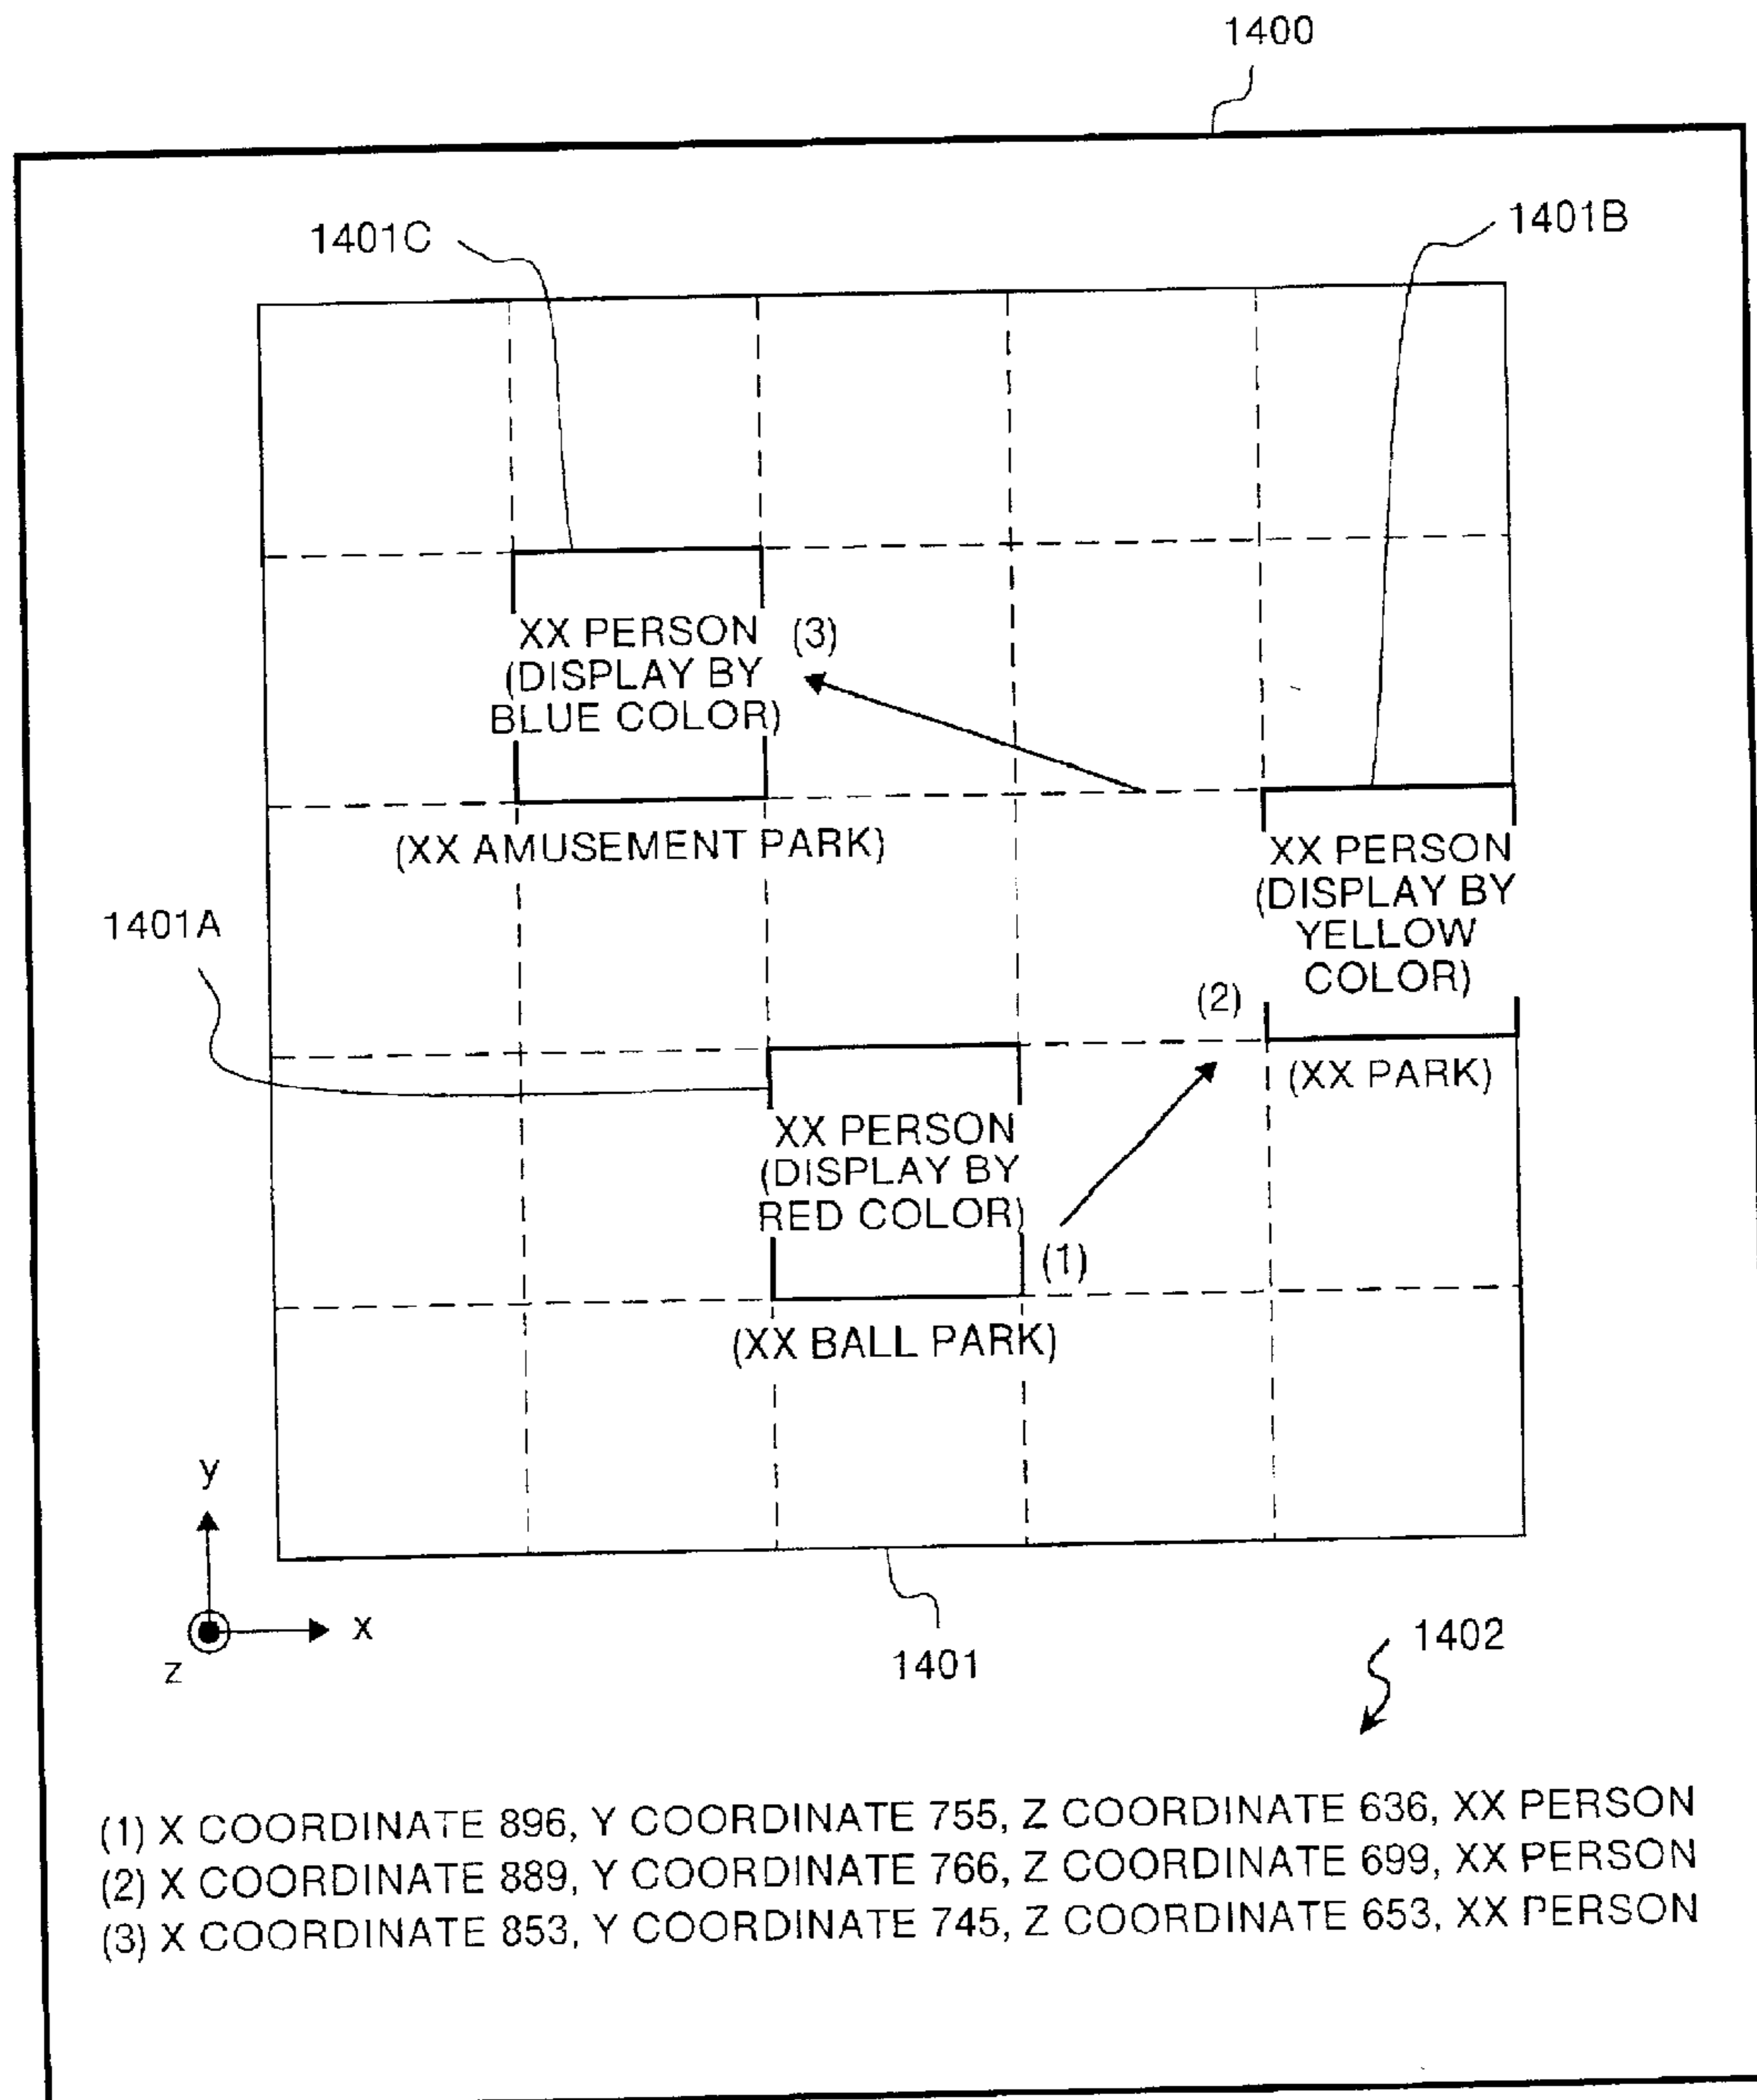 1400
1401C
1401B
XX PERSON (3)
(DISPLAY BY
BLUE COLOR)
(XX AMUSEMENT PARK)
XX PERSON
(DISPLAY BY
YELLOW
COLOR)
1401A
(2)
(XX PARK)
XX PERSON
(DISPLAY BY
RED COLOR)
(1)
(XX BALL PARK)
y
x
z
1401
1402
(1) X COORDINATE 896, Y COORDINATE 755, Z COORDINATE 636, XX PERSON
(2) X COORDINATE 889, Y COORDINATE 766, Z COORDINATE 699, XX PERSON
(3) X COORDINATE 853, Y COORDINATE 745, Z COORDINATE 653, XX PERSON